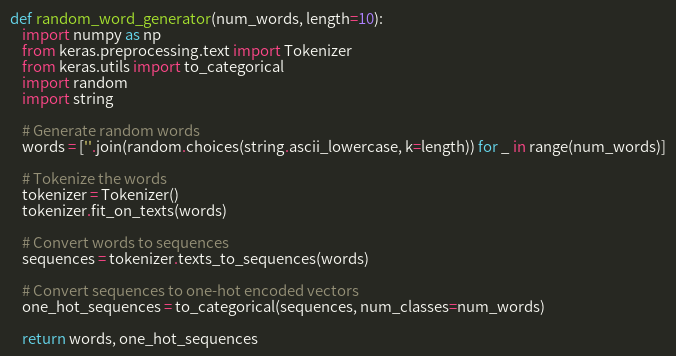 def random_word_generator(num_words, length=10):
import numpy as np
from keras.preprocessing.text import Tokenizer
from keras.utils import to_categorical
import random
import string
# Generate random words
words = [''.join(random.choices(string.ascii_lowercase, k=length)) for _ in range(num_words)]
# Tokenize the words
tokenizer = Tokenizer()
tokenizer.fit_on_texts(words)
# Convert words to sequences
sequences = tokenizer.texts_to_sequences(words)
# Convert sequences to one-hot encoded vectors
one_hot_sequences = to_categorical(sequences, num_classes=num_words)
return words, one_hot_sequences